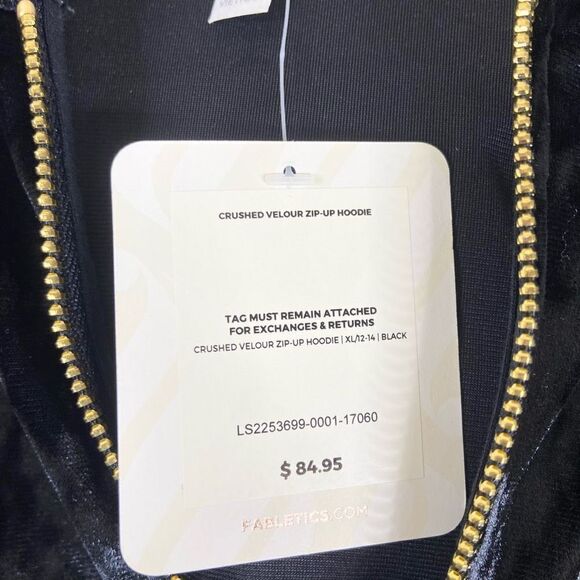 CRUSHED VELOUR ZIP-UP HOODIE
TAG MUST REMAIN ATTACHED
FOR EXCHANGES & RETURNS
CRUSHED VELOUR ZIP-UP HOODIE | XL/12-14 | BLACK
LS2253699-0001-17060
$ 84.95
FABLETICS.COM